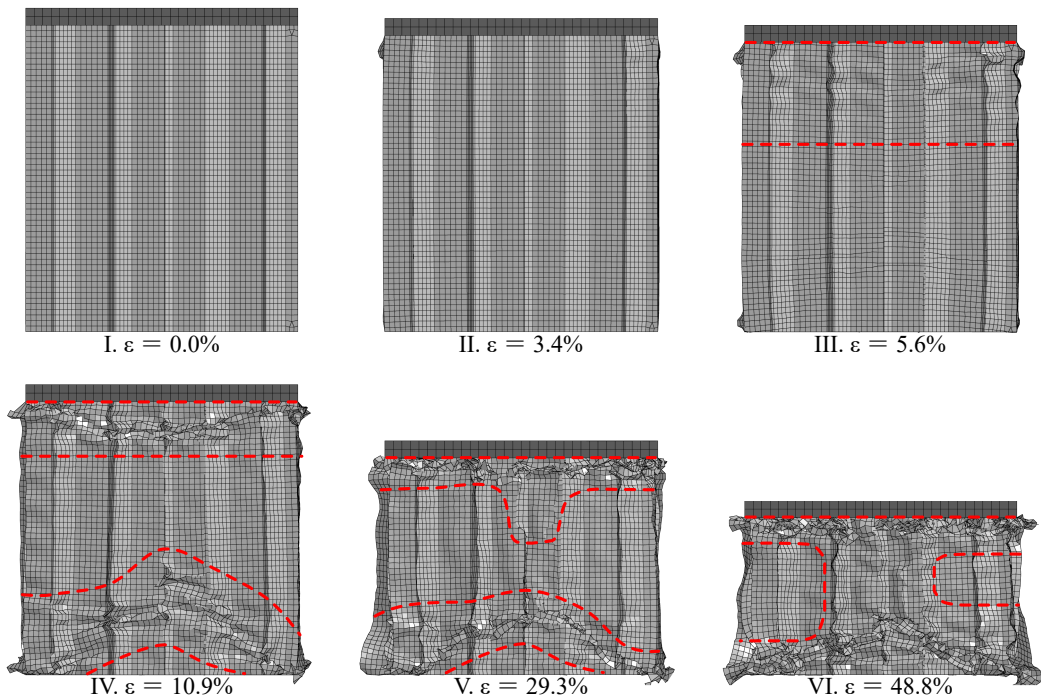 I. ε = 0.0%
II. ε = 3.4%
III. ε = 5.6%
IV. ε = 10.9%
V. ε = 29.3%
VI. ε = 48.8%